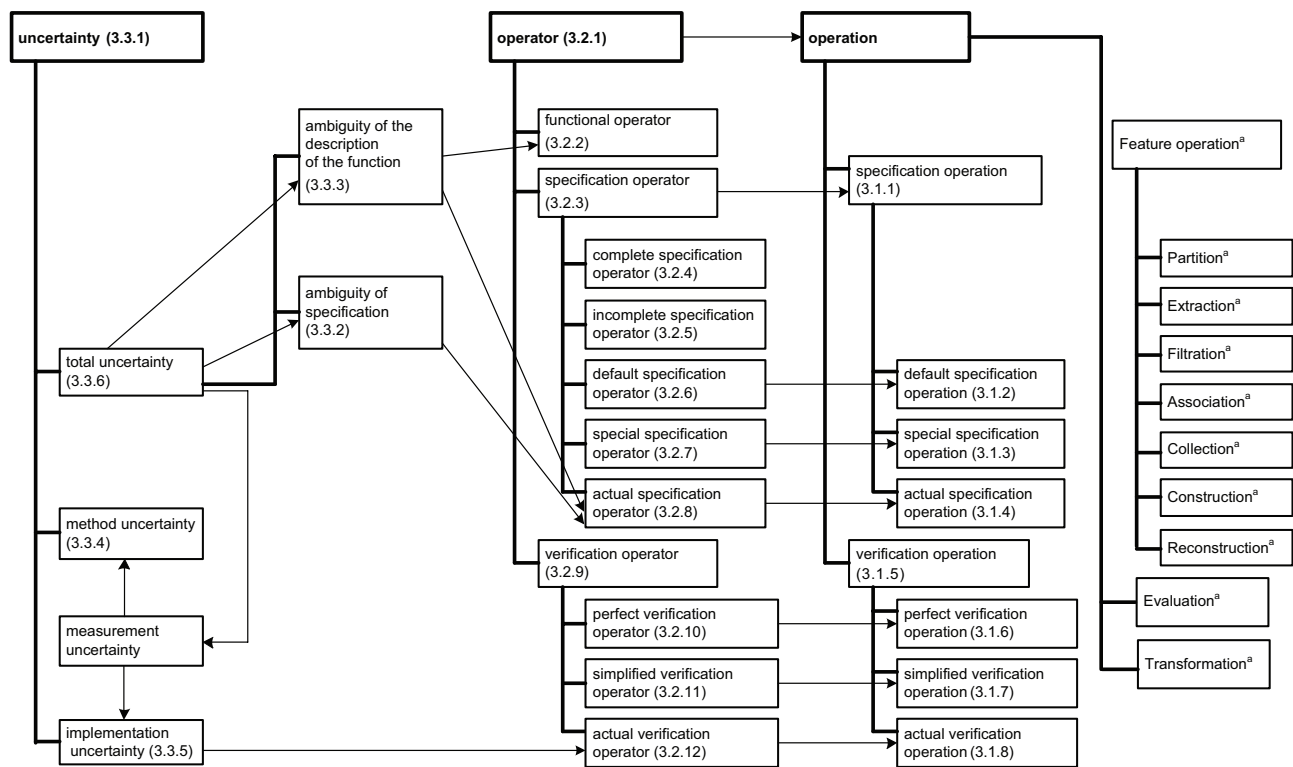 uncertainty (3.3.1)
operator (3.2.1)
operation
ambiguity of the
description
of the function
(3.3.3)
ambiguity of
specification
(3.3.2)
total uncertainty
(3.3.6)
method uncertainty
(3.3.4)
measurement
uncertainty
implementation
uncertainty (3.3.5)
functional operator
(3.2.2)
specification operator
(3.2.3)
complete specification
operator (3.2.4)
incomplete specification
operator (3.2.5)
default specification
operator (3.2.6)
special specification
operator (3.2.7)
actual specification
operator (3.2.8)
verification operator
(3.2.9)
perfect verification
operator (3.2.10)
simplified verification
operator (3.2.11)
actual verification
operator (3.2.12)
specification operation
(3.1.1)
default specification
operation (3.1.2)
special specification
operation (3.1.3)
actual specification
operation (3.1.4)
verification operation
(3.1.5)
perfect verification
operation (3.1.6)
simplified verification
operation (3.1.7)
actual verification
operation (3.1.8)
Feature operationᵃ
Partitionᵃ
Extractionᵃ
Filtrationᵃ
Associationᵃ
Collectionᵃ
Constructionᵃ
Reconstructionᵃ
Evaluationᵃ
Transformationᵃ